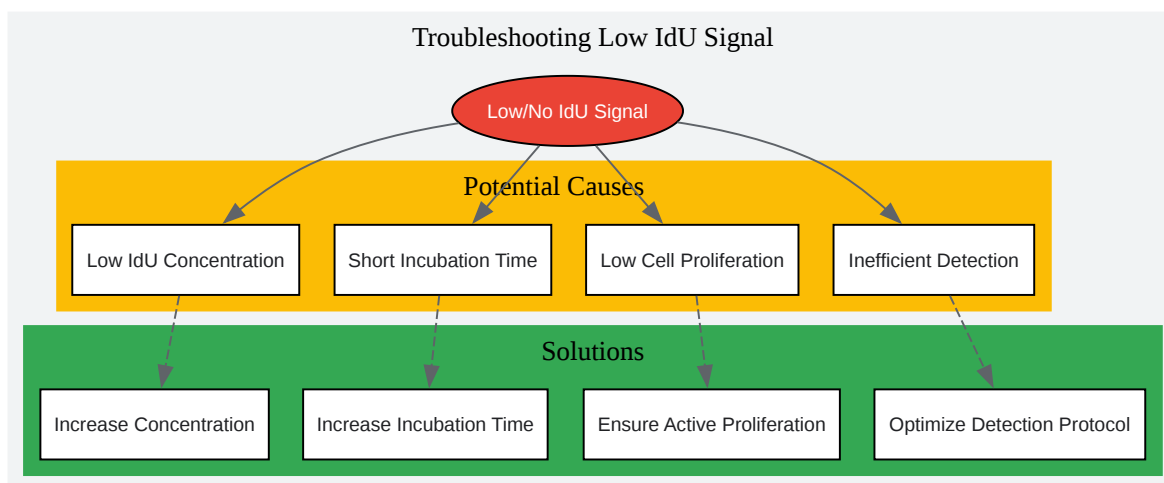 Troubleshooting Low IdU Signal
Low/No IdU Signal
Potential Causes
Low IdU Concentration
Short Incubation Time
Low Cell Proliferation
Inefficient Detection
Solutions
Increase Concentration
Increase Incubation Time
Ensure Active Proliferation
Optimize Detection Protocol